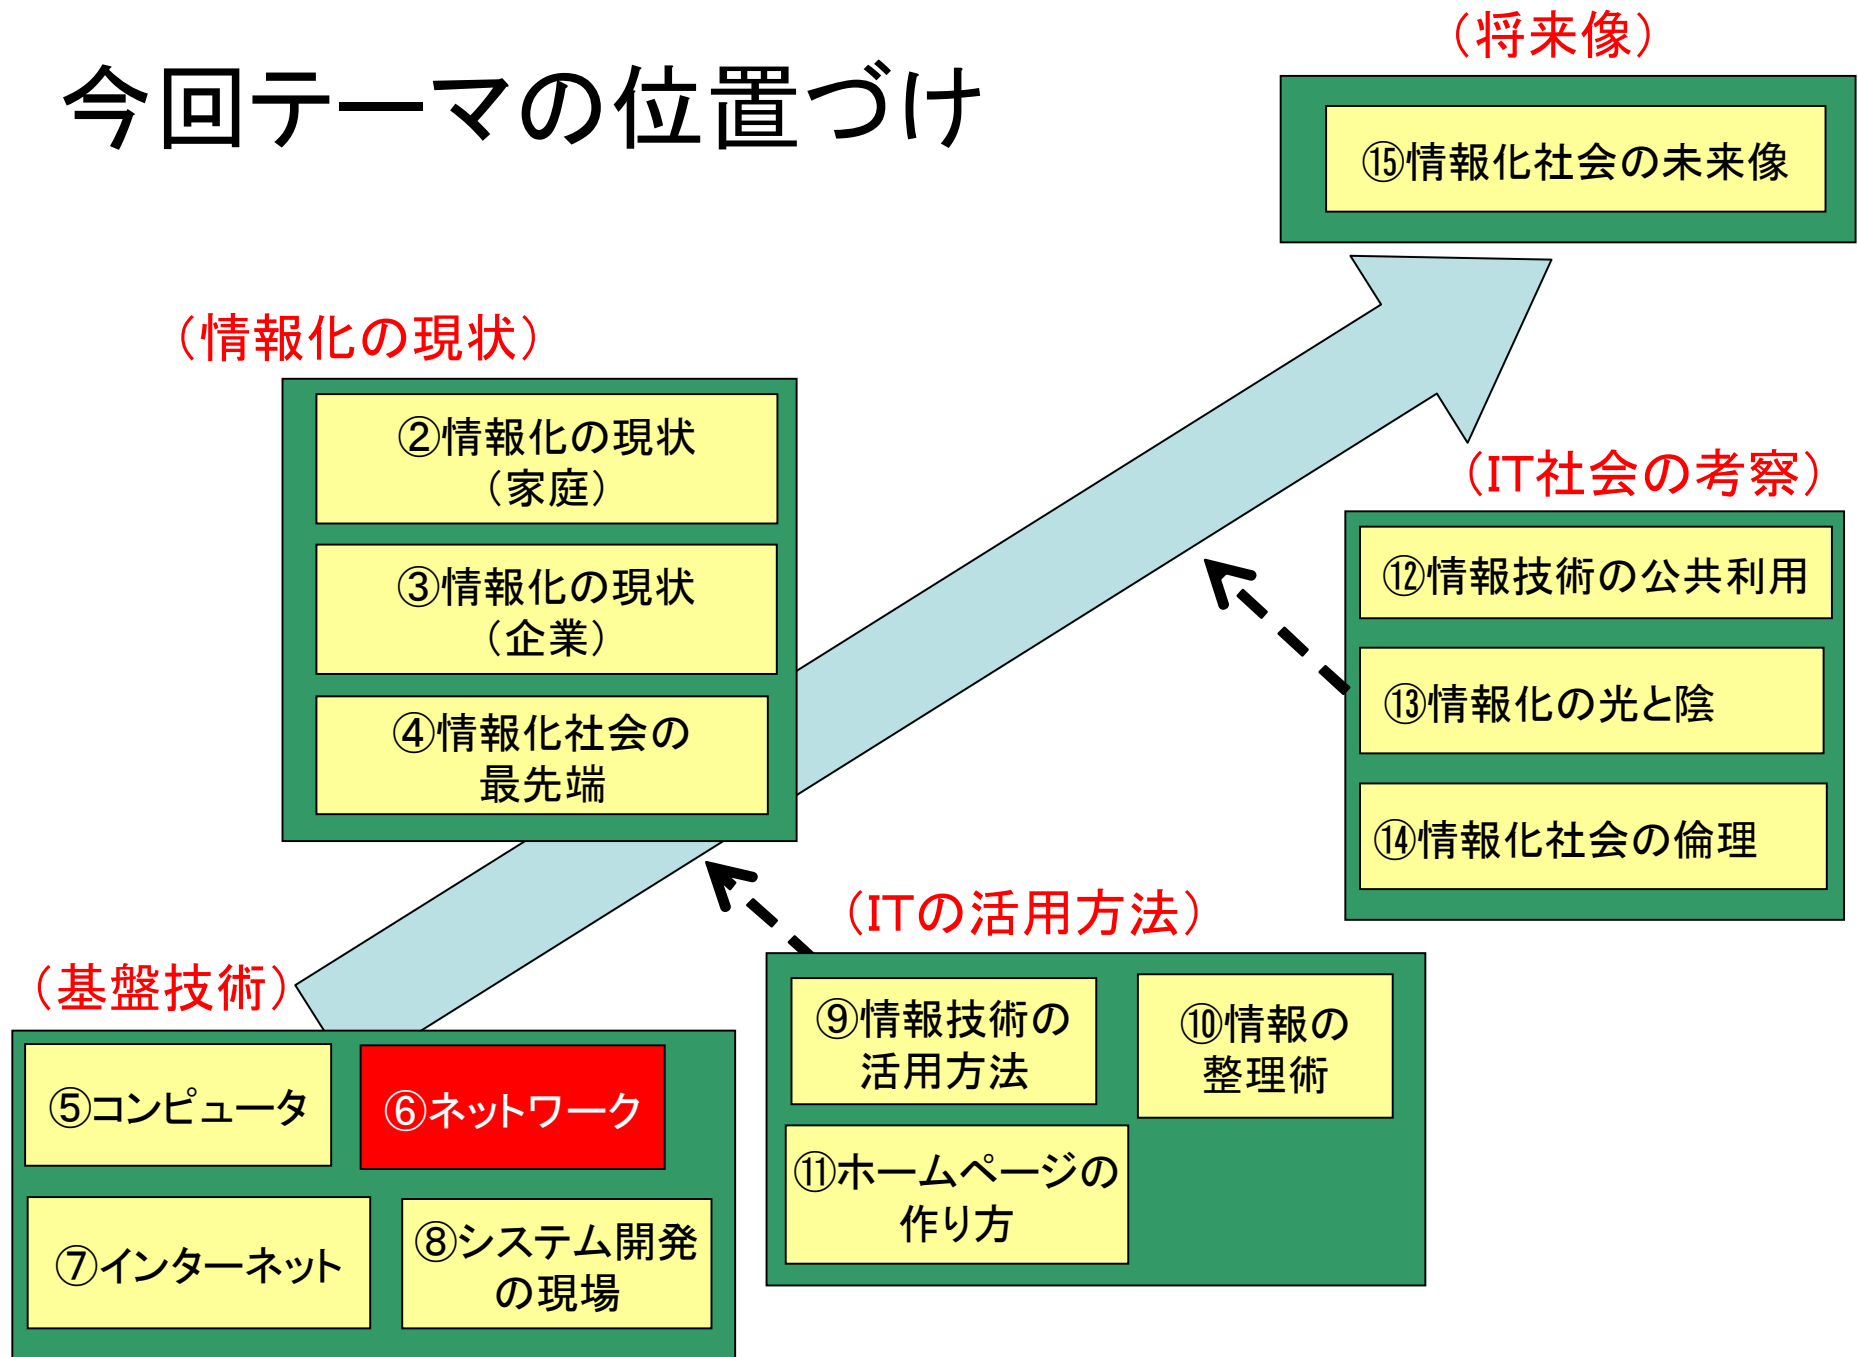 今回テーマの位置づけ
（将来像）
⑮情報化社会の未来像
（情報化の現状）
②情報化の現状
（家庭）
③情報化の現状
（企業）
④情報化社会の
最先端
（IT社会の考察）
⑫情報技術の公共利用
⑬情報化の光と陰
⑭情報化社会の倫理
（ITの活用方法）
⑨情報技術の
活用方法
⑩情報の
整理術
⑪ホームページの
作り方
（基盤技術）
⑤コンピュータ
⑥ネットワーク
⑦インターネット
⑧システム開発
の現場